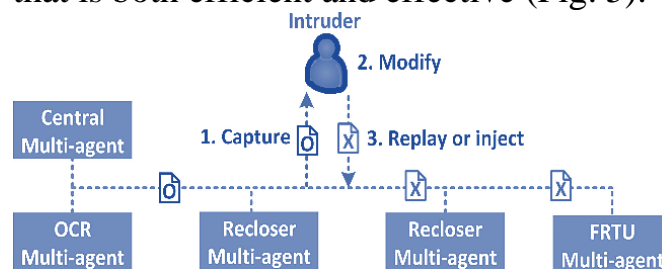 that is both efficient and effective (Fig. 3).
Intruder
2. Modify
Central
Multi-agent
1. Capture
O
X
3. Replay or inject
O
X
X
OCR
Multi-agent
Recloser
Multi-agent
Recloser
Multi-agent
FRTU
Multi-agent